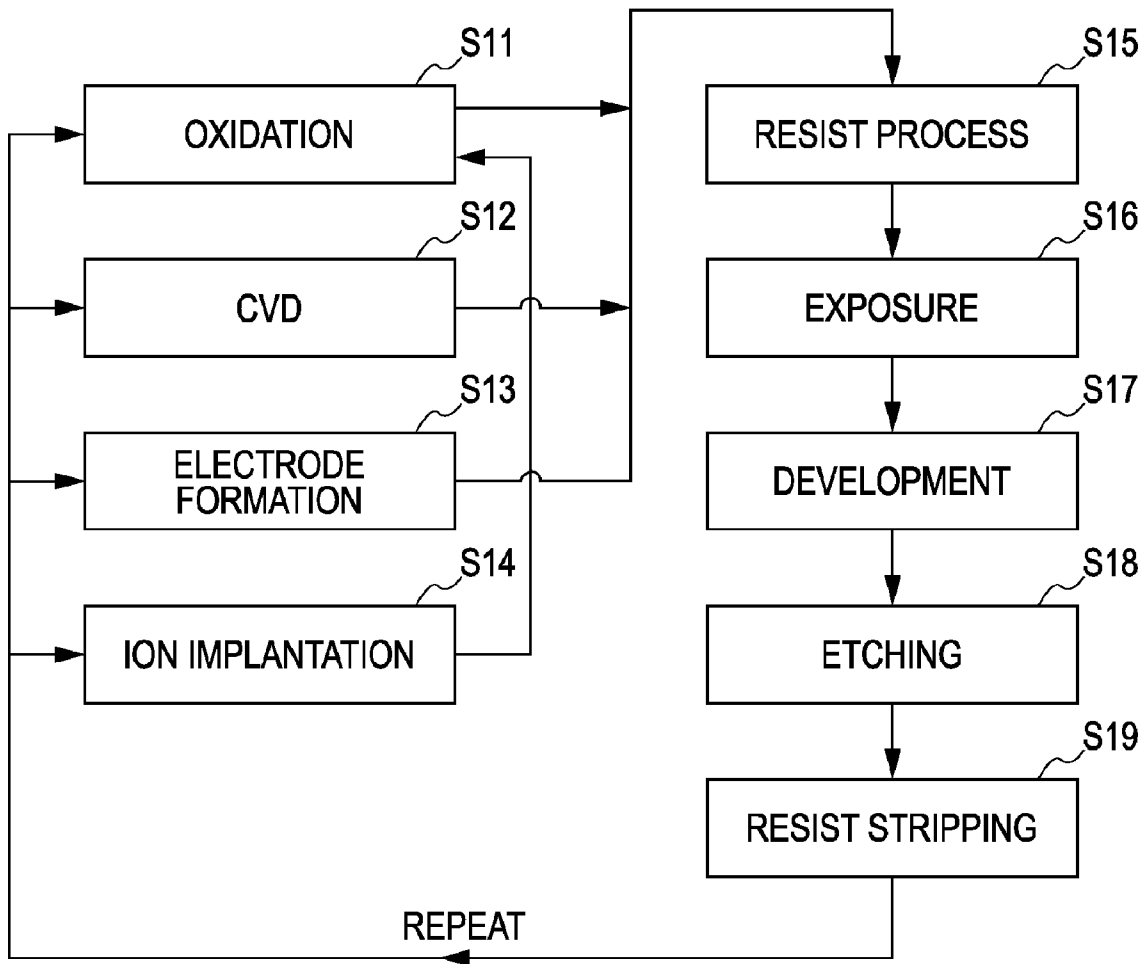 S11
OXIDATION
S12
CVD
S13
ELECTRODE
FORMATION
S14
ION IMPLANTATION
S15
RESIST PROCESS
S16
EXPOSURE
S17
DEVELOPMENT
S18
ETCHING
S19
RESIST STRIPPING
REPEAT